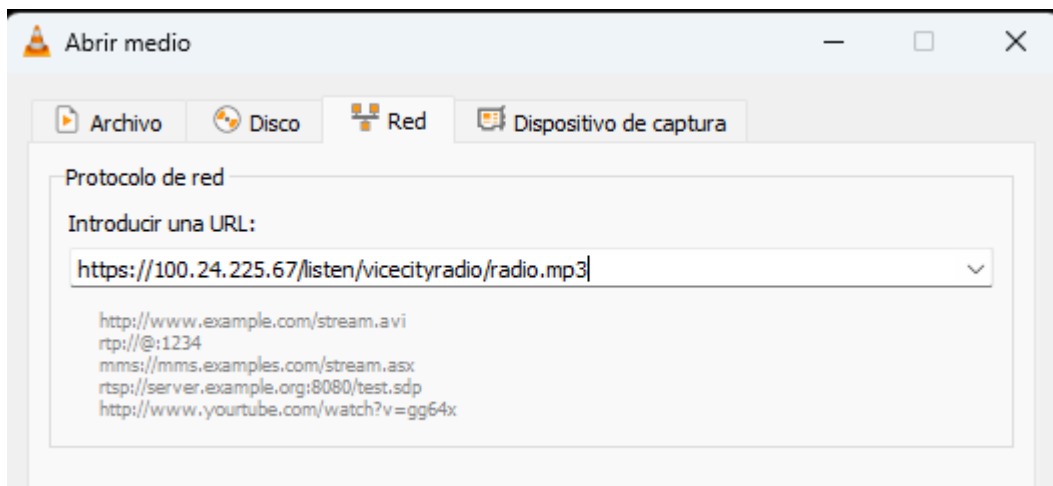 Abrir medio
Archivo Disco Red Dispositivo de captura
Protocolo de red
Introducir una URL:
https://100.24.225.67/listen/vicecityradio/radio.mp3
http://www.example.com/stream.avi
rtp://@:1234
mms://mms.examples.com/stream.asx
rtsp://server.example.org:8080/test.sdp
http://www.yourtube.com/watch?v=gg64x